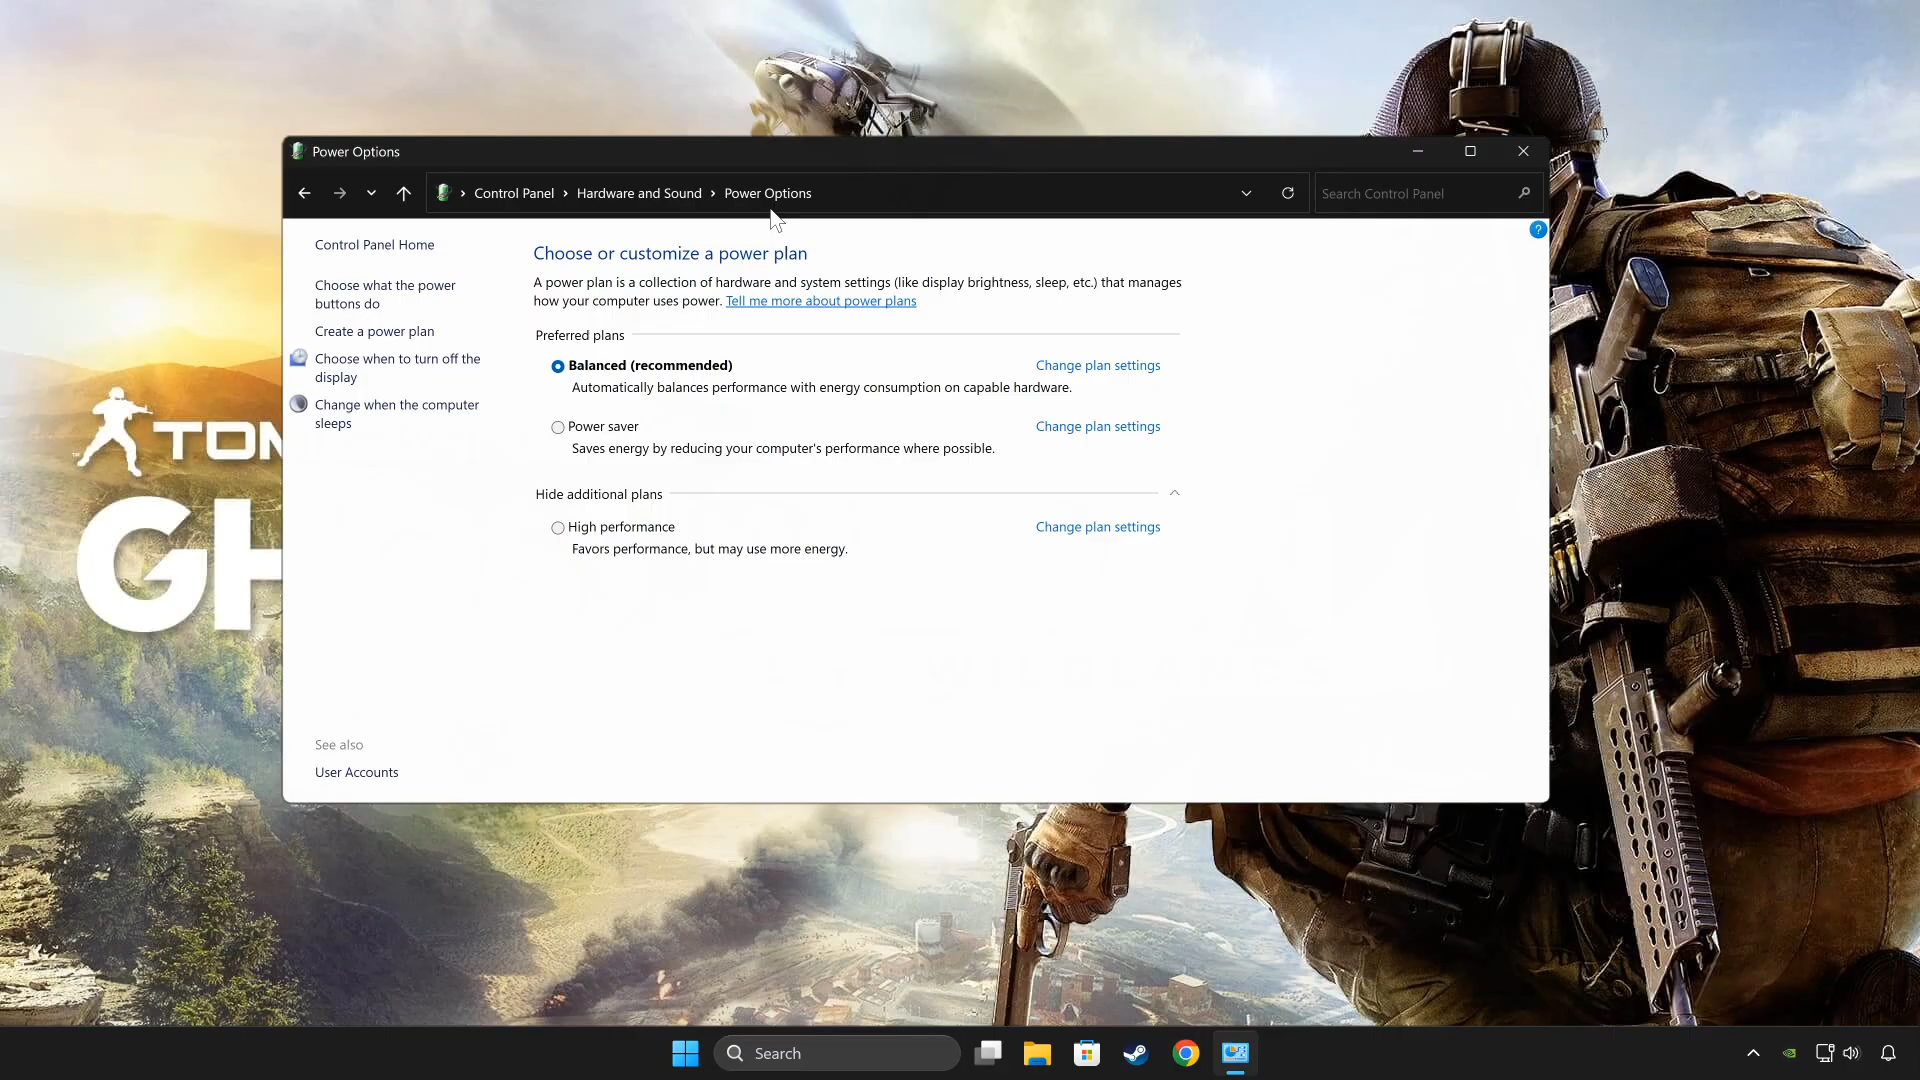 Power Options
Control Panel › Hardware and Sound › Power Options
Search Control Panel
Control Panel Home
Choose what the power
buttons do
Create a power plan
Choose when to turn off the
display
Change when the computer
sleeps
See also
User Accounts
?
Choose or customize a power plan
A power plan is a collection of hardware and system settings (like display brightness, sleep, etc.) that manages
how your computer uses power. Tell me more about power plans
Preferred plans
Balanced (recommended) Change plan settings
Automatically balances performance with energy consumption on capable hardware.
Power saver Change plan settings
Saves energy by reducing your computer's performance where possible.
Hide additional plans
High performance Change plan settings
Favors performance, but may use more energy.
TOM
GH
Search